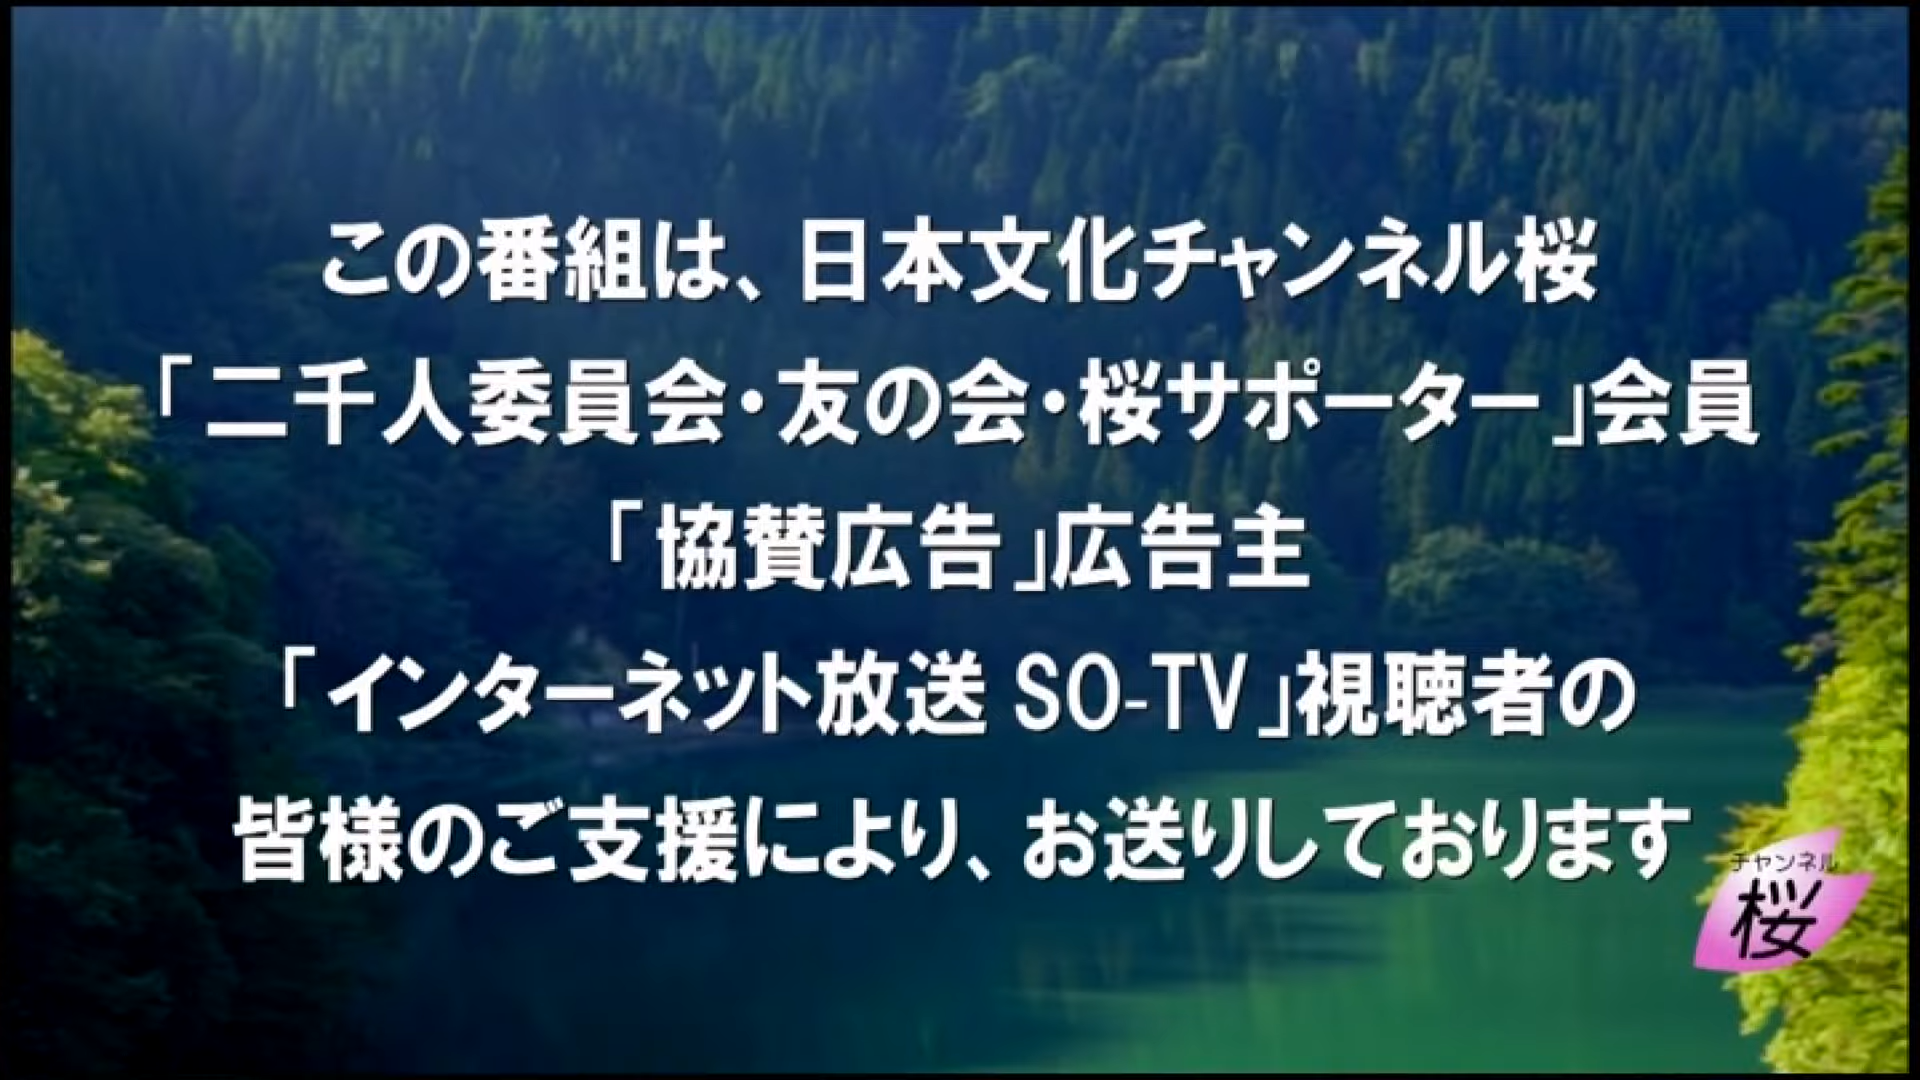 この番組は、日本文化チャンネル桜
「二千人委員会・友の会・桜サポーター」会員
「協賛広告」広告主
「インターネット放送 SO-TV」視聴者の
皆様のご支援により、お送りしております
チャンネル
桜